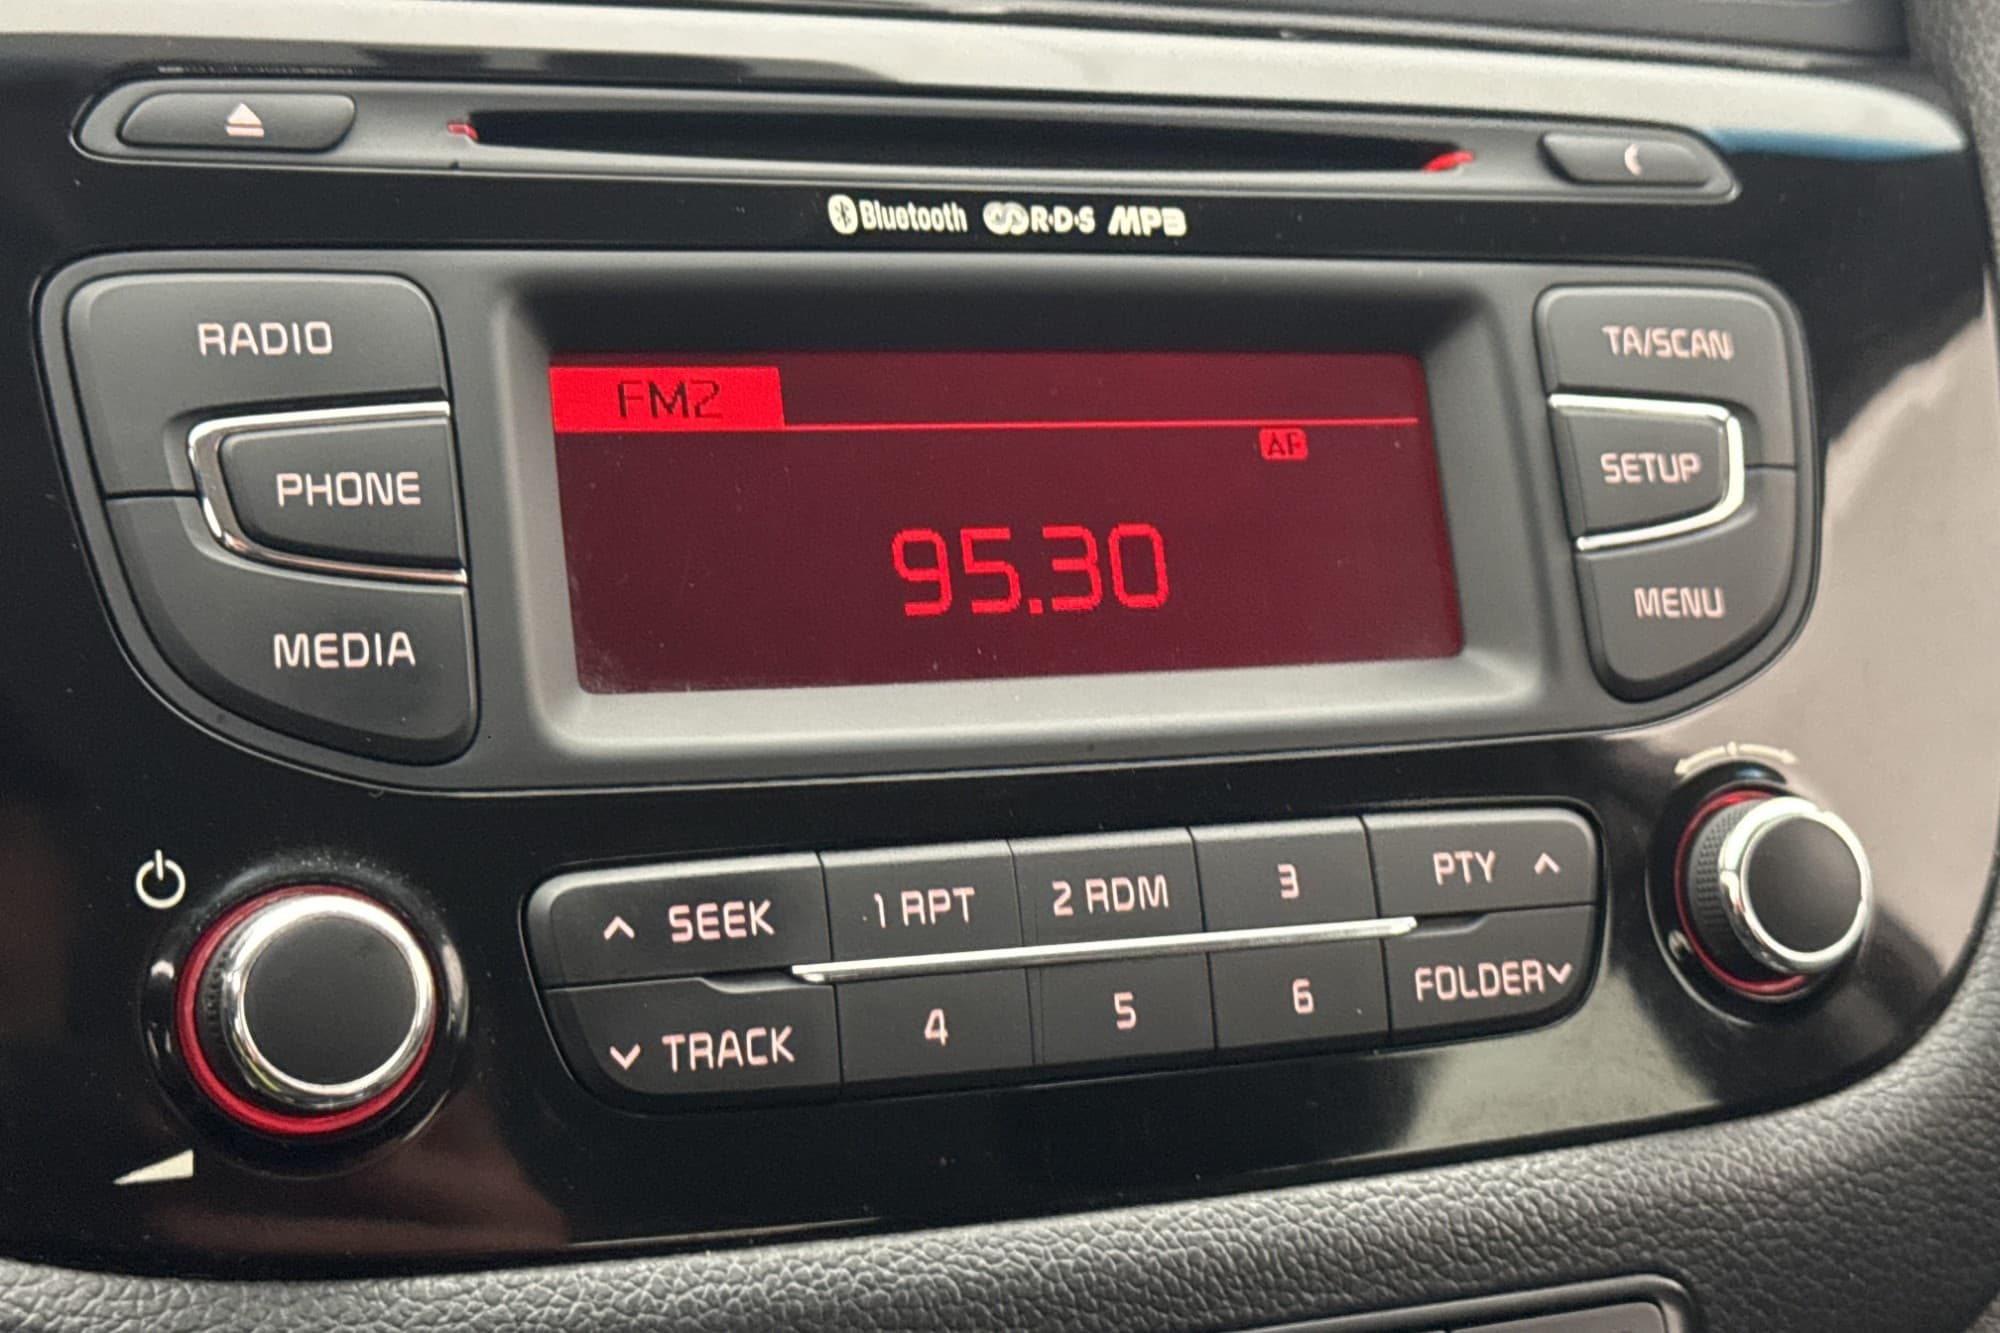 Bluetooth R·D·S MP3
RADIO
PHONE
MEDIA
FM2
AF
95.30
TA/SCAN
SETUP
MENU
SEEK
1 RPT
2 RDM
3
PTY
TRACK
4
5
6
FOLDER